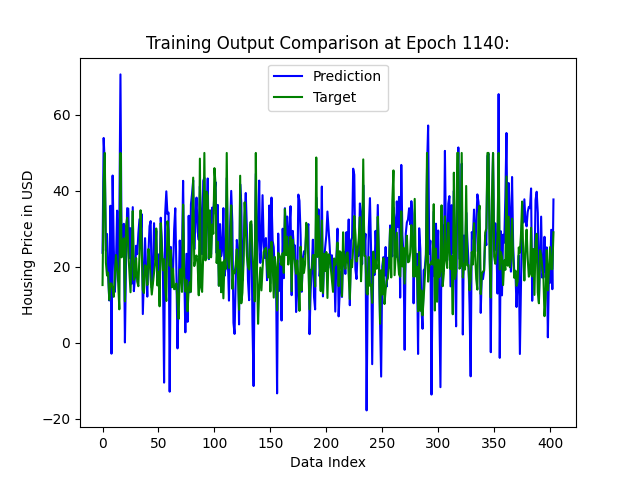 Training Output Comparison at Epoch 1140:
Prediction
Target
60
40
20
0
−20
Housing Price in USD
0 50 100 150 200 250 300 350 400
Data Index